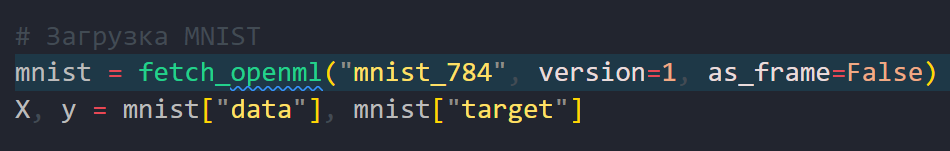 # Загрузка MNIST
mnist = fetch_openml("mnist_784", version=1, as_frame=False)
X, y = mnist["data"], mnist["target"]